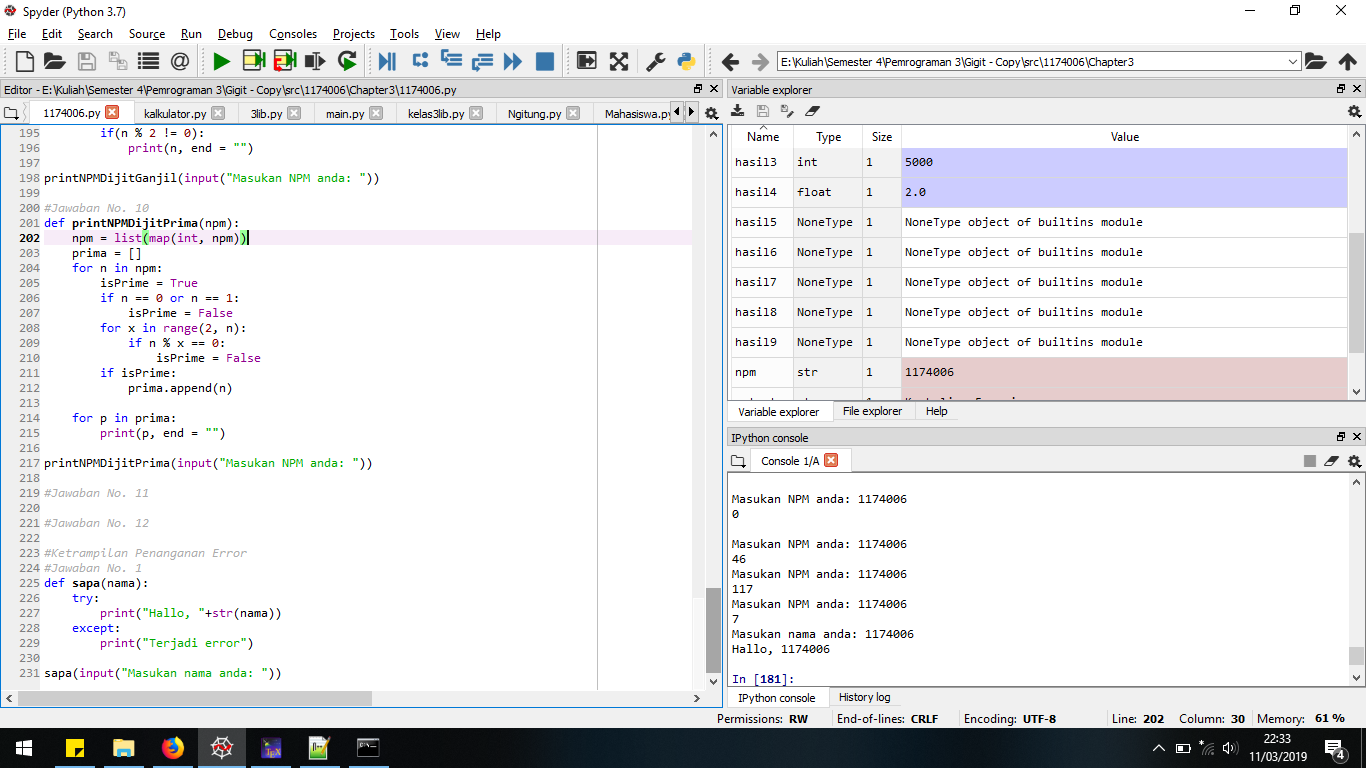 Spyder (Python 3.7)
File Edit Search Source Run Debug Consoles Projects Tools View Help
E:\Kuliah\Semester 4\Pemrograman 3\Gigit - Copy\src\1174006\Chapter3
Editor - E:\Kuliah\Semester 4\Pemrograman 3\Gigit - Copy\src\1174006\Chapter3\1174006.py
1174006.py kalkulator.py 3lib.py main.py kelas3lib.py Ngitung.py Mahasiswa.py
195 if(n % 2 != 0):
196 print(n, end = "")
197
198 printNPMDijitGanjil(input("Masukan NPM anda: "))
199
200 #Jawaban No. 10
201 def printNPMDijitPrima(npm):
202 npm = list(map(int, npm))
203 prima = []
204 for n in npm:
205 isPrime = True
206 if n == 0 or n == 1:
207 isPrime = False
208 for x in range(2, n):
209 if n % x == 0:
210 isPrime = False
211 if isPrime:
212 prima.append(n)
213
214 for p in prima:
215 print(p, end = "")
216
217 printNPMDijitPrima(input("Masukan NPM anda: "))
218
219 #Jawaban No. 11
220
221 #Jawaban No. 12
222
223 #Ketrampilan Penanganan Error
224 #Jawaban No. 1
225 def sapa(nama):
226 try:
227 print("Hallo, "+str(nama))
228 except:
229 print("Terjadi error")
230
231 sapa(input("Masukan nama anda: "))
Variable explorer
Name Type Size Value
hasil3 int 1 5000
hasil4 float 1 2.0
hasil5 NoneType 1 NoneType object of builtins module
hasil6 NoneType 1 NoneType object of builtins module
hasil7 NoneType 1 NoneType object of builtins module
hasil8 NoneType 1 NoneType object of builtins module
hasil9 NoneType 1 NoneType object of builtins module
npm str 1 1174006
Variable explorer File explorer Help
IPython console
Console 1/A
Masukan NPM anda: 1174006
0
Masukan NPM anda: 1174006
46
Masukan NPM anda: 1174006
117
Masukan NPM anda: 1174006
7
Masukan nama anda: 1174006
Hallo, 1174006
In [181]:
IPython console History log
Permissions: RW End-of-lines: CRLF Encoding: UTF-8 Line: 202 Column: 30 Memory: 61 %
22:33
11/03/2019
4